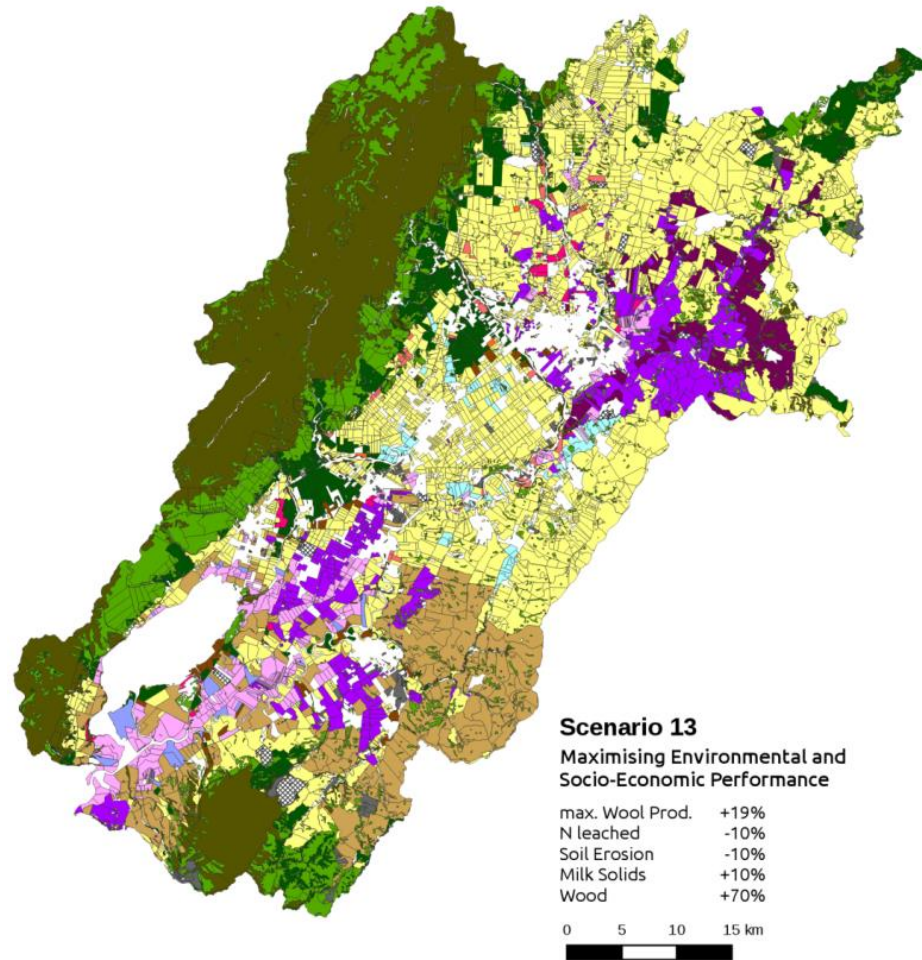 Scenario 13
Maximising Environmental and
Socio-Economic Performance
max. Wool Prod. +19%
N leached -10%
Soil Erosion -10%
Milk Solids +10%
Wood +70%
0 5 10 15 km